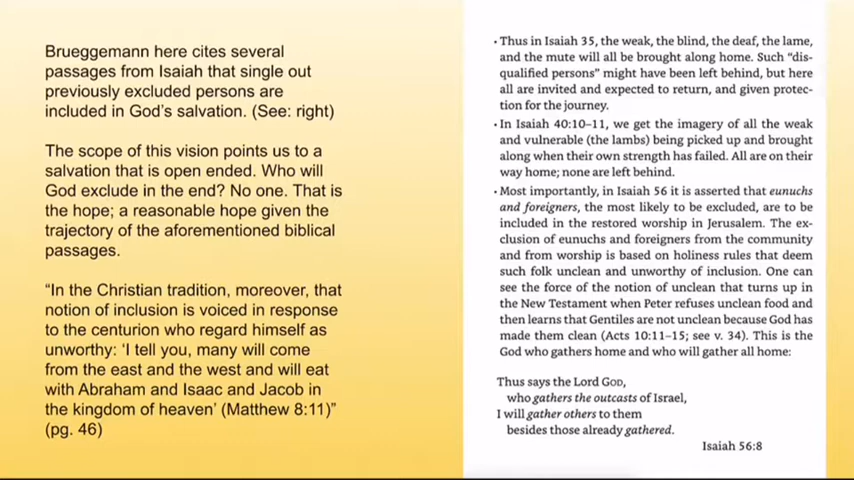 Brueggemann here cites several
passages from Isaiah that single out
previously excluded persons are
included in God's salvation. (See: right)
The scope of this vision points us to a
salvation that is open ended. Who will
God exclude in the end? No one. That is
the hope; a reasonable hope given the
trajectory of the aforementioned biblical
passages.
“In the Christian tradition, moreover, that
notion of inclusion is voiced in response
to the centurion who regard himself as
unworthy: ‘I tell you, many will come
from the east and the west and will eat
with Abraham and Isaac and Jacob in
the kingdom of heaven’ (Matthew 8:11)”
(pg. 46)
• Thus in Isaiah 35, the weak, the blind, the deaf, the lame,
and the mute will all be brought along home. Such “dis-
qualified persons” might have been left behind, but here
all are invited and expected to return, and given protec-
tion for the journey.
• In Isaiah 40:10–11, we get the imagery of all the weak
and vulnerable (the lambs) being picked up and brought
along when their own strength has failed. All are on their
way home; none are left behind.
• Most importantly, in Isaiah 56 it is asserted that eunuchs
and foreigners, the most likely to be excluded, are to be
included in the restored worship in Jerusalem. The ex-
clusion of eunuchs and foreigners from the community
and from worship is based on holiness rules that deem
such folk unclean and unworthy of inclusion. One can
see the force of the notion of unclean that turns up in
the New Testament when Peter refuses unclean food and
then learns that Gentiles are not unclean because God has
made them clean (Acts 10:11–15; see v. 34). This is the
God who gathers home and who will gather all home:
Thus says the Lord GOD,
who gathers the outcasts of Israel,
I will gather others to them
besides those already gathered.
Isaiah 56:8